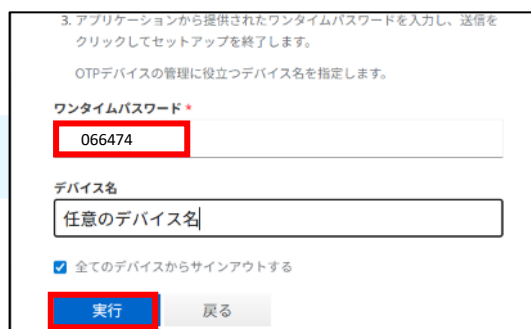 3. アプリケーションから提供されたワンタイムパスワードを入力し、送信を
クリックしてセットアップを終了します。
OTPデバイスの管理に役立つデバイス名を指定します。
ワンタイムパスワード *
066474
デバイス名
任意のデバイス名
全てのデバイスからサインアウトする
実行 戻る